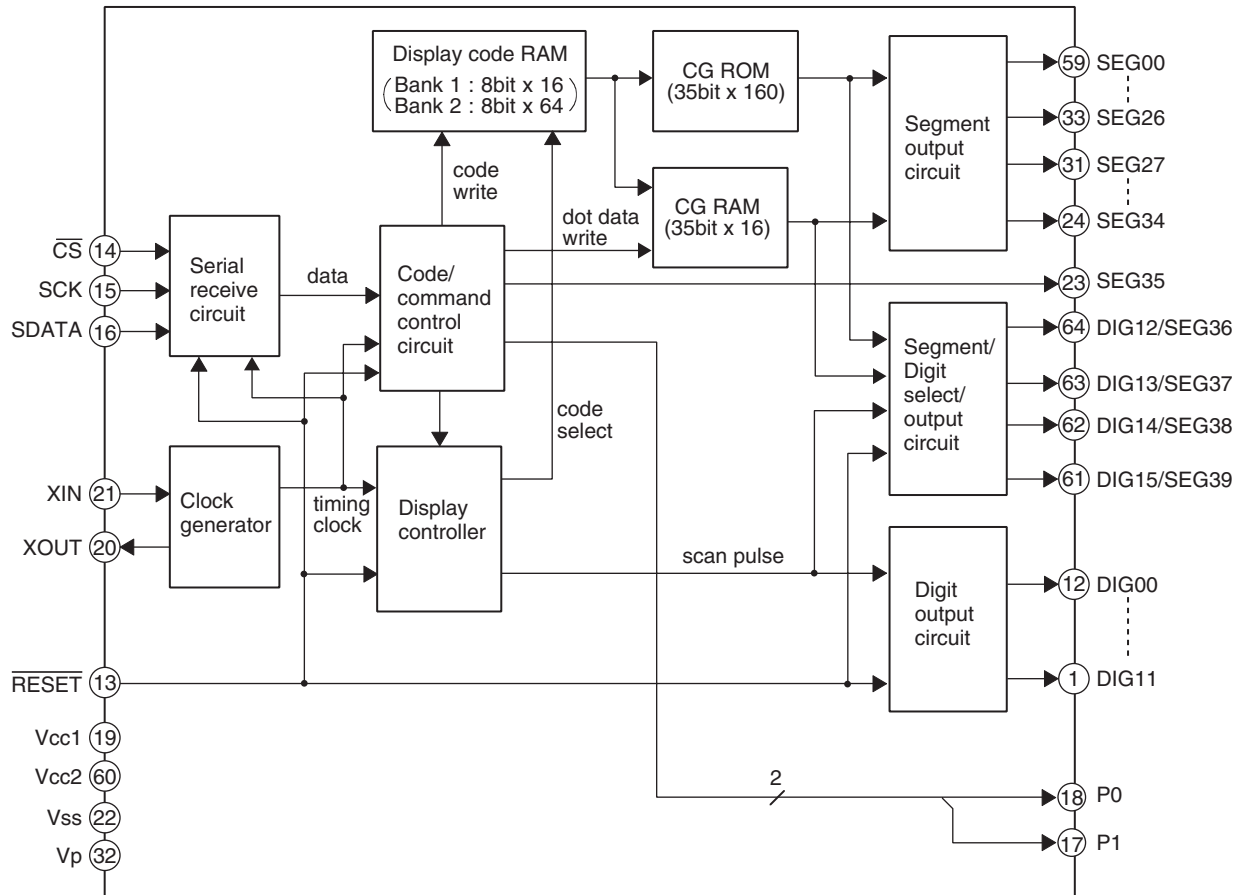 Display code RAM
Bank 1 : 8bit x 16
Bank 2 : 8bit x 64
CG ROM
(35bit x 160)
CG RAM
(35bit x 16)
Segment
output
circuit
59 SEG00
33 SEG26
31 SEG27
24 SEG34
23 SEG35
code
write
dot data
write
C̅S̅ 14
SCK 15
SDATA 16
Serial
receive
circuit
data
Code/
command
control
circuit
Segment/
Digit
select/
output
circuit
64 DIG12/SEG36
63 DIG13/SEG37
62 DIG14/SEG38
61 DIG15/SEG39
code
select
XIN 21
XOUT 20
Clock
generator
timing
clock
Display
controller
scan pulse
Digit
output
circuit
12 DIG00
1 DIG11
R̅E̅S̅E̅T̅ 13
Vcc1 19
Vcc2 60
Vss 22
Vp 32
2
18 P0
17 P1